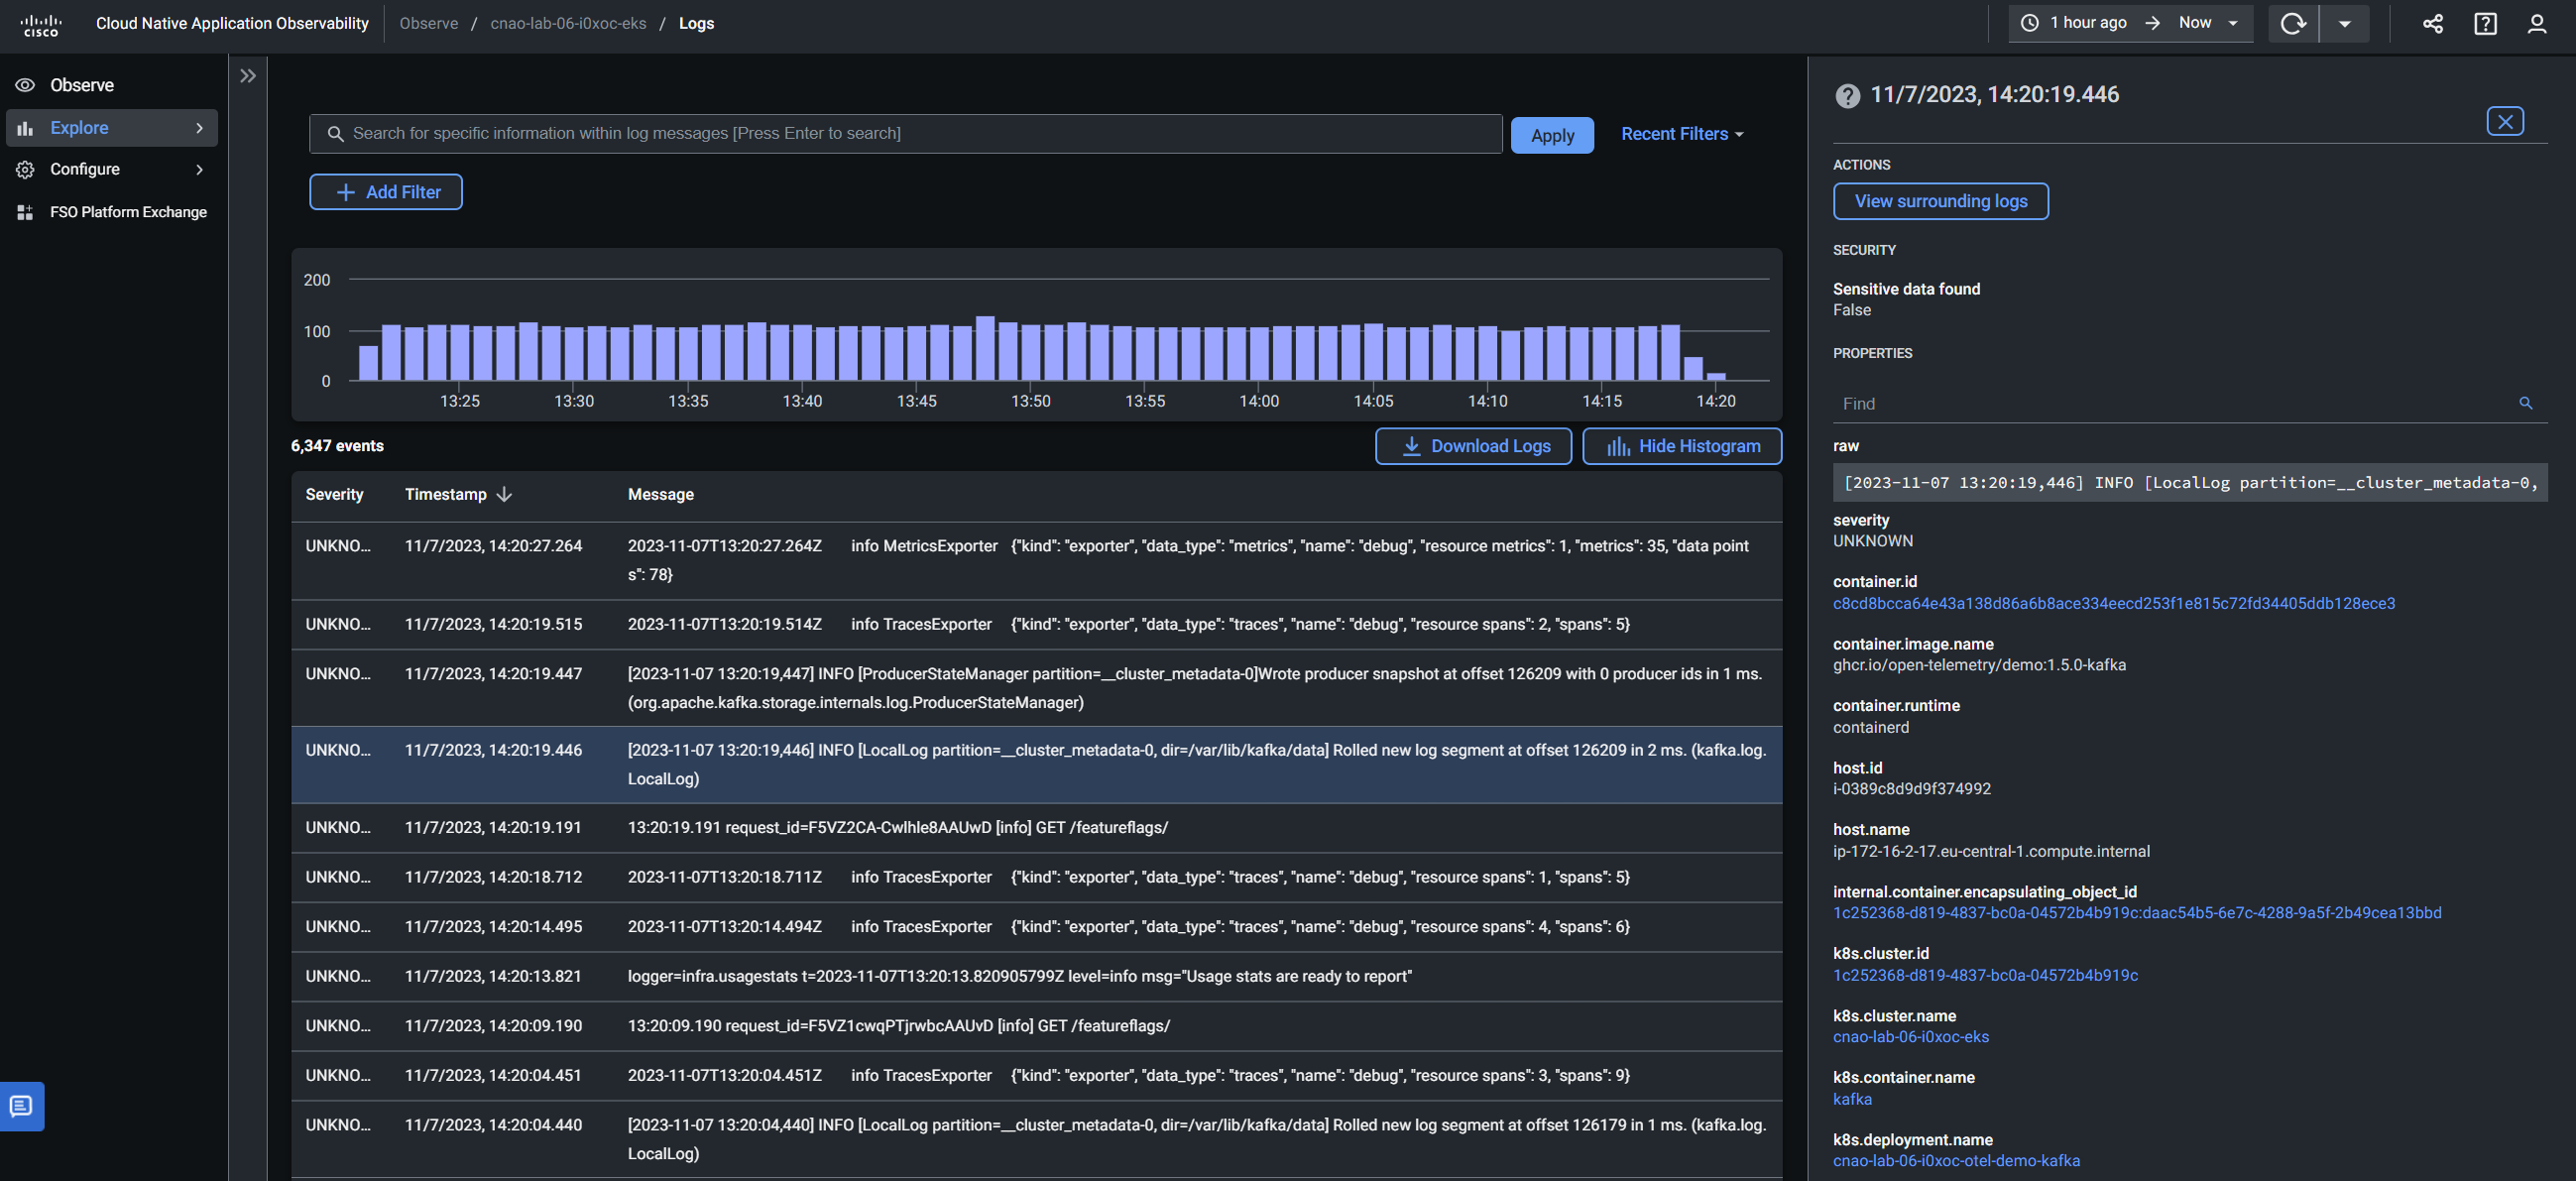 cisco
Cloud Native Application Observability
Observe / cnao-lab-06-i0xoc-eks / Logs
1 hour ago → Now
Observe
Explore
Configure
FSO Platform Exchange
Search for specific information within log messages [Press Enter to search]
Apply
Recent Filters
+ Add Filter
200
100
0
13:25 13:30 13:35 13:40 13:45 13:50 13:55 14:00 14:05 14:10 14:15 14:20
6,347 events
Download Logs
Hide Histogram
Severity Timestamp Message
UNKNO... 11/7/2023, 14:20:27.264 2023-11-07T13:20:27.264Z info MetricsExporter {"kind": "exporter", "data_type": "metrics", "name": "debug", "resource metrics": 1, "metrics": 35, "data point
s": 78}
UNKNO... 11/7/2023, 14:20:19.515 2023-11-07T13:20:19.514Z info TracesExporter {"kind": "exporter", "data_type": "traces", "name": "debug", "resource spans": 2, "spans": 5}
UNKNO... 11/7/2023, 14:20:19.447 [2023-11-07 13:20:19,447] INFO [ProducerStateManager partition=__cluster_metadata-0]Wrote producer snapshot at offset 126209 with 0 producer ids in 1 ms.
(org.apache.kafka.storage.internals.log.ProducerStateManager)
UNKNO... 11/7/2023, 14:20:19.446 [2023-11-07 13:20:19,446] INFO [LocalLog partition=__cluster_metadata-0, dir=/var/lib/kafka/data] Rolled new log segment at offset 126209 in 2 ms. (kafka.log.
LocalLog)
UNKNO... 11/7/2023, 14:20:19.191 13:20:19.191 request_id=F5VZ2CA-Cwlhle8AAUwD [info] GET /featureflags/
UNKNO... 11/7/2023, 14:20:18.712 2023-11-07T13:20:18.711Z info TracesExporter {"kind": "exporter", "data_type": "traces", "name": "debug", "resource spans": 1, "spans": 5}
UNKNO... 11/7/2023, 14:20:14.495 2023-11-07T13:20:14.494Z info TracesExporter {"kind": "exporter", "data_type": "traces", "name": "debug", "resource spans": 4, "spans": 6}
UNKNO... 11/7/2023, 14:20:13.821 logger=infra.usagestats t=2023-11-07T13:20:13.820905799Z level=info msg="Usage stats are ready to report"
UNKNO... 11/7/2023, 14:20:09.190 13:20:09.190 request_id=F5VZ1cwqPTjrwbcAAUvD [info] GET /featureflags/
UNKNO... 11/7/2023, 14:20:04.451 2023-11-07T13:20:04.451Z info TracesExporter {"kind": "exporter", "data_type": "traces", "name": "debug", "resource spans": 3, "spans": 9}
UNKNO... 11/7/2023, 14:20:04.440 [2023-11-07 13:20:04,440] INFO [LocalLog partition=__cluster_metadata-0, dir=/var/lib/kafka/data] Rolled new log segment at offset 126179 in 1 ms. (kafka.log.
LocalLog)
11/7/2023, 14:20:19.446
ACTIONS
View surrounding logs
SECURITY
Sensitive data found
False
PROPERTIES
Find
raw
[2023-11-07 13:20:19,446] INFO [LocalLog partition=__cluster_metadata-0,
severity
UNKNOWN
container.id
c8cd8bcca64e43a138d86a6b8ace334eecd253f1e815c72fd34405ddb128ece3
container.image.name
ghcr.io/open-telemetry/demo:1.5.0-kafka
container.runtime
containerd
host.id
i-0389c8d9d9f374992
host.name
ip-172-16-2-17.eu-central-1.compute.internal
internal.container.encapsulating_object_id
1c252368-d819-4837-bc0a-04572b4b919c:daac54b5-6e7c-4288-9a5f-2b49cea13bbd
k8s.cluster.id
1c252368-d819-4837-bc0a-04572b4b919c
k8s.cluster.name
cnao-lab-06-i0xoc-eks
k8s.container.name
kafka
k8s.deployment.name
cnao-lab-06-i0xoc-otel-demo-kafka